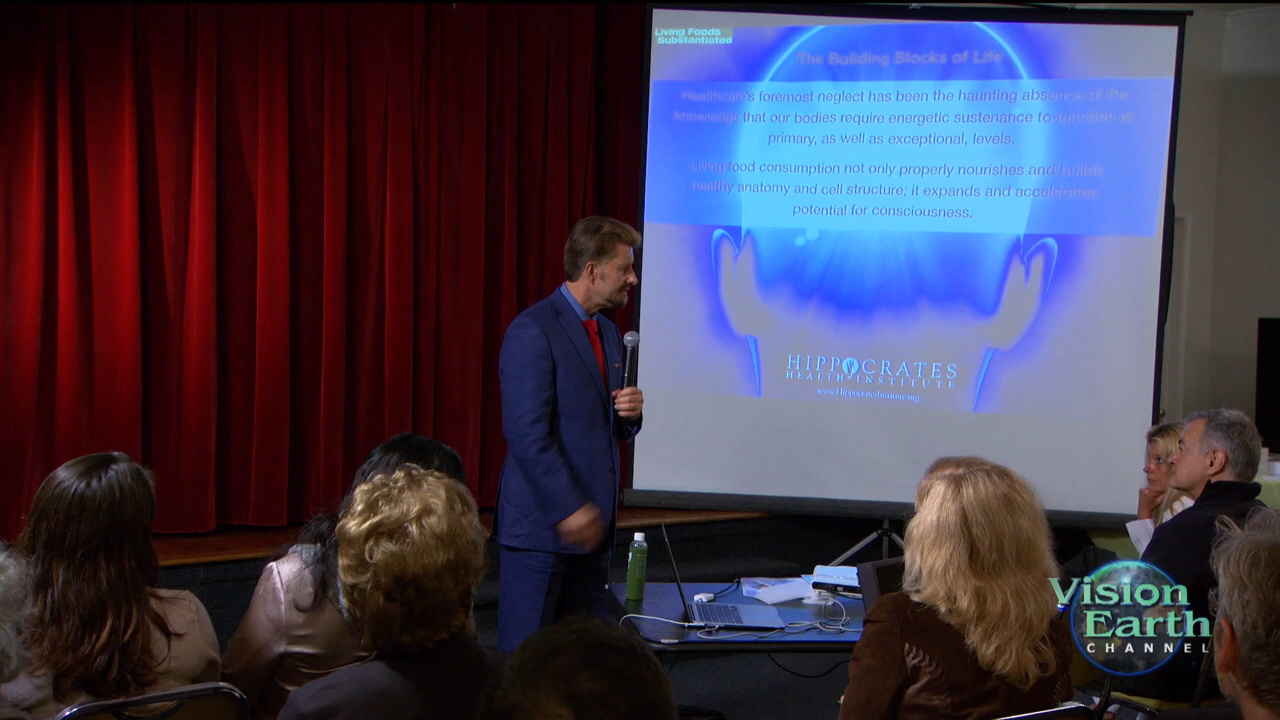 Living Foods
Substantiated
The Building Blocks of Life
Healthcare's foremost neglect has been the haunting absence of the
knowledge that our bodies require energetic sustenance to function at
primary, as well as exceptional, levels.
Living food consumption not only properly nourishes and builds
healthy anatomy and cell structure; it expands and accelerates
potential for consciousness.
HIPPOCRATES
HEALTH INSTITUTE
www.HippocratesInstitute.org
Vision
Earth
CHANNEL